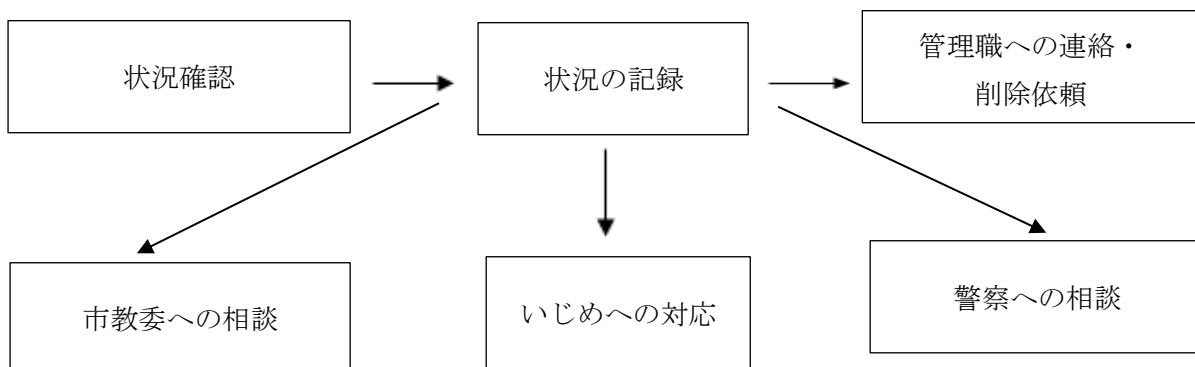 状況確認
状況の記録
管理職への連絡・
削除依頼
市教委への相談
いじめへの対応
警察への相談